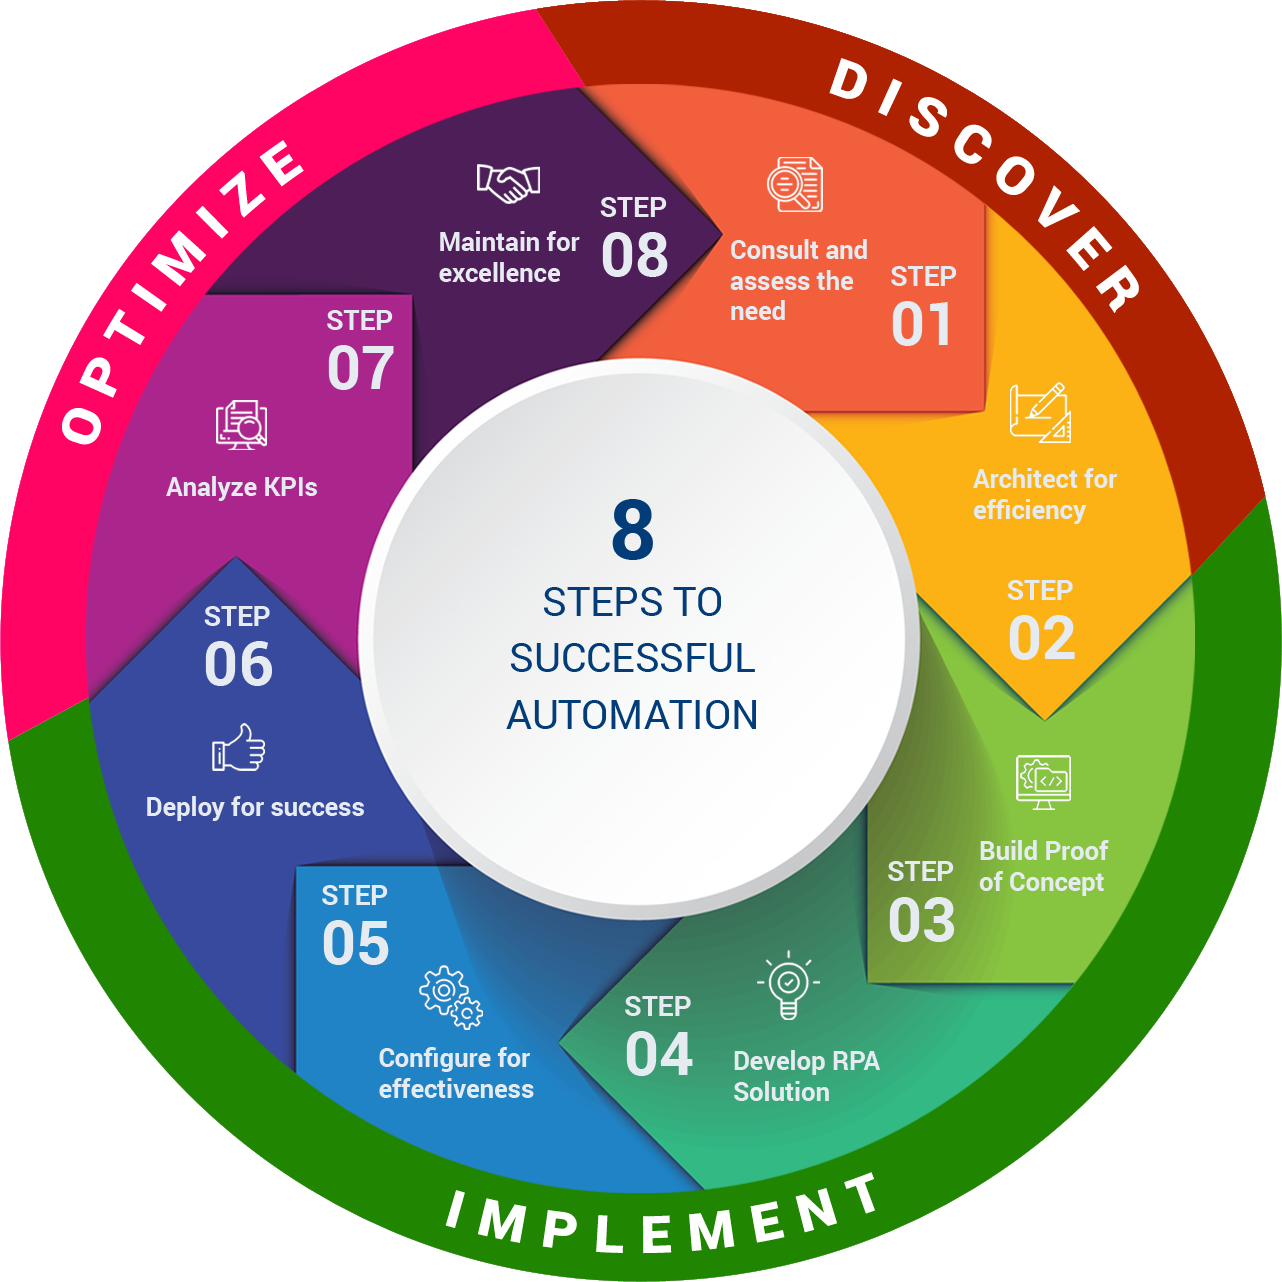 8
STEPS TO
SUCCESSFUL
AUTOMATION
DISCOVER
Consult and
assess the
need
STEP
01
Architect for
efficiency
STEP
02
IMPLEMENT
Build Proof
of Concept
STEP
03
Develop RPA
Solution
STEP
04
STEP
05
Configure for
effectiveness
STEP
06
Deploy for success
OPTIMIZE
STEP
07
Analyze KPIs
Maintain for
excellence
STEP
08